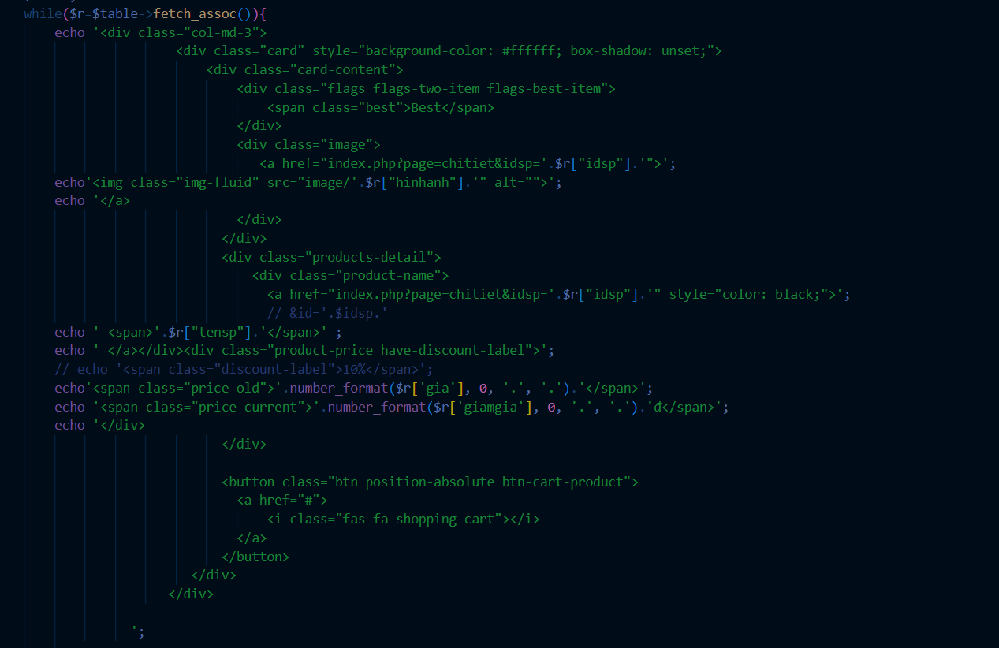 while($r=$table->fetch_assoc()){
echo '<div class="col-md-3">
<div class="card" style="background-color: #ffffff; box-shadow: unset;">
<div class="card-content">
<div class="flags flags-two-item flags-best-item">
<span class="best">Best</span>
</div>
<div class="image">
<a href="index.php?page=chitiet&idsp='.$r["idsp"].'">';
echo'<img class="img-fluid" src="image/'.$r["hinhanh"].'" alt="">';
echo '</a>
</div>
</div>
<div class="products-detail">
<div class="product-name">
<a href="index.php?page=chitiet&idsp='.$r["idsp"].'" style="color: black;">';
// &id='.$idsp.'
echo ' <span>'.$r["tensp"].'</span>' ;
echo ' </a></div><div class="product-price have-discount-label">';
// echo '<span class="discount-label">10%</span>';
echo'<span class="price-old">'.number_format($r['gia'], 0, '.', '.').'</span>';
echo '<span class="price-current">'.number_format($r['giamgia'], 0, '.', '.').'đ</span>';
echo '</div>
</div>
<button class="btn position-absolute btn-cart-product">
<a href="#">
<i class="fas fa-shopping-cart"></i>
</a>
</button>
</div>
</div>
';